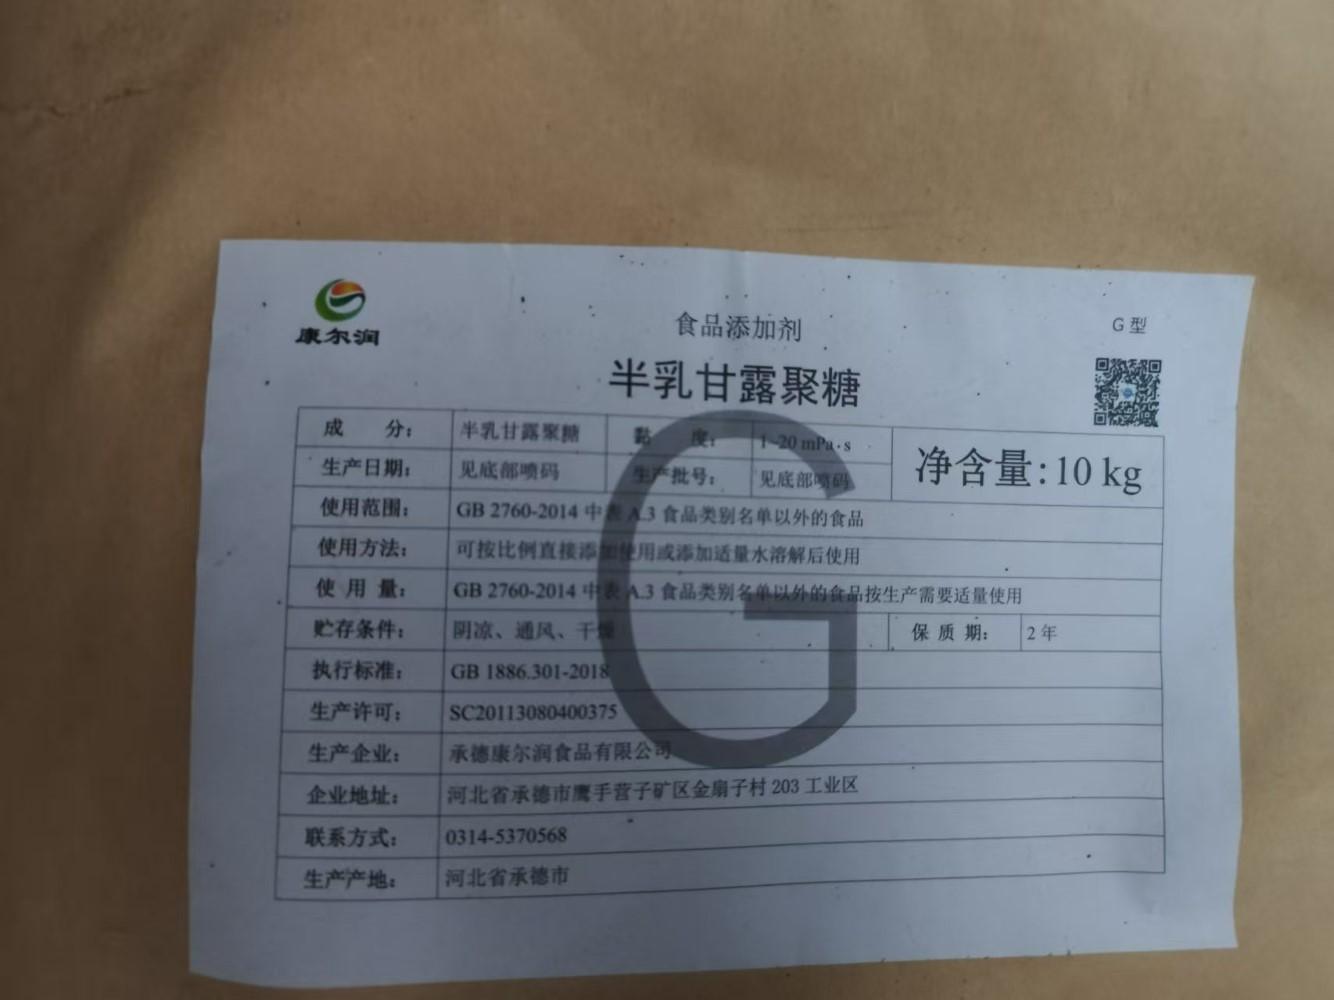 康尔润
食品添加剂
G 型
半乳甘露聚糖
成 分： 半乳甘露聚糖 黏 度： 1~20 mPa·s 净含量:10 kg
生产日期： 见底部喷码 生产批号： 见底部喷码
使用范围： GB 2760-2014 中表 A.3 食品类别名单以外的食品
使用方法： 可按比例直接添加使用或添加适量水溶解后使用
使 用 量： GB 2760-2014 中表 A.3 食品类别名单以外的食品按生产需要适量使用
贮存条件： 阴凉、通风、干燥 保 质 期： 2 年
执行标准： GB 1886.301-2018
生产许可： SC20113080400375
生产企业： 承德康尔润食品有限公司
企业地址： 河北省承德市鹰手营子矿区金扇子村 203 工业区
联系方式： 0314-5370568
生产产地： 河北省承德市
G